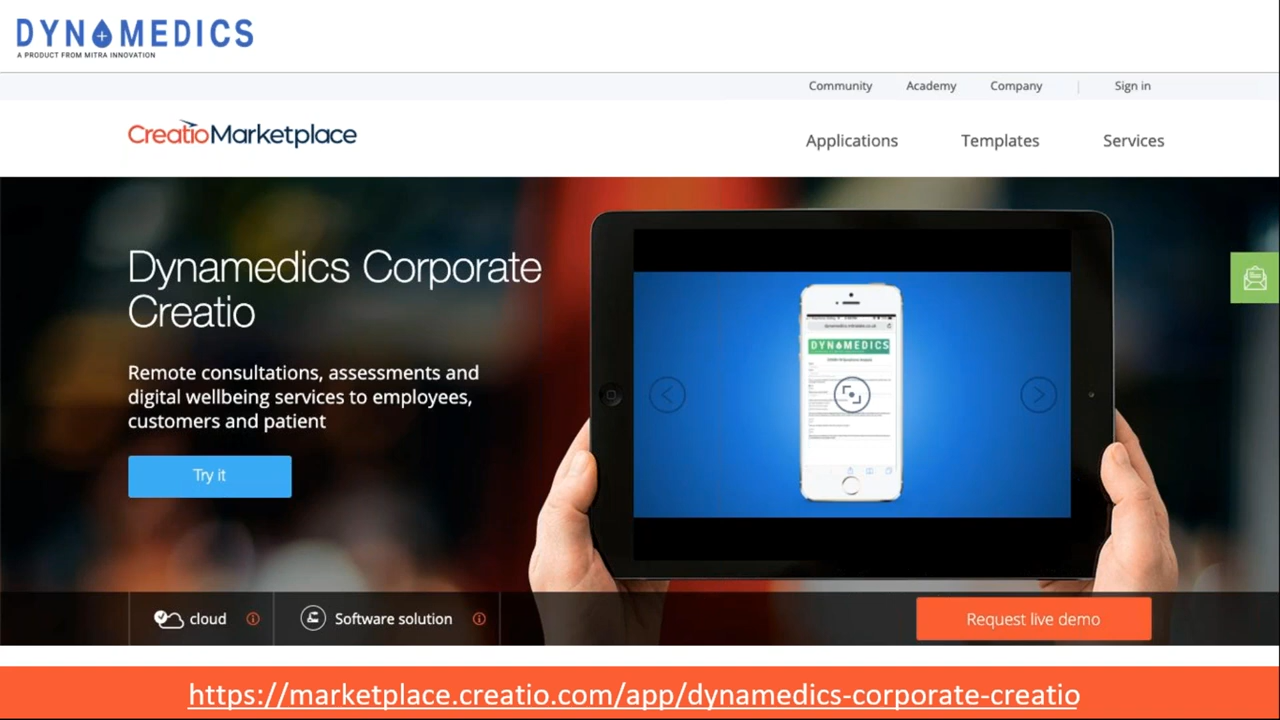 DYNAMEDICS
A PRODUCT FROM MITRA INNOVATION
Community Academy Company | Sign in
CreatioMarketplace
Applications Templates Services
Dynamedics Corporate
Creatio
Remote consultations, assessments and
digital wellbeing services to employees,
customers and patient
Try it
DYNAMEDICS
cloud
Software solution
Request live demo
https://marketplace.creatio.com/app/dynamedics-corporate-creatio